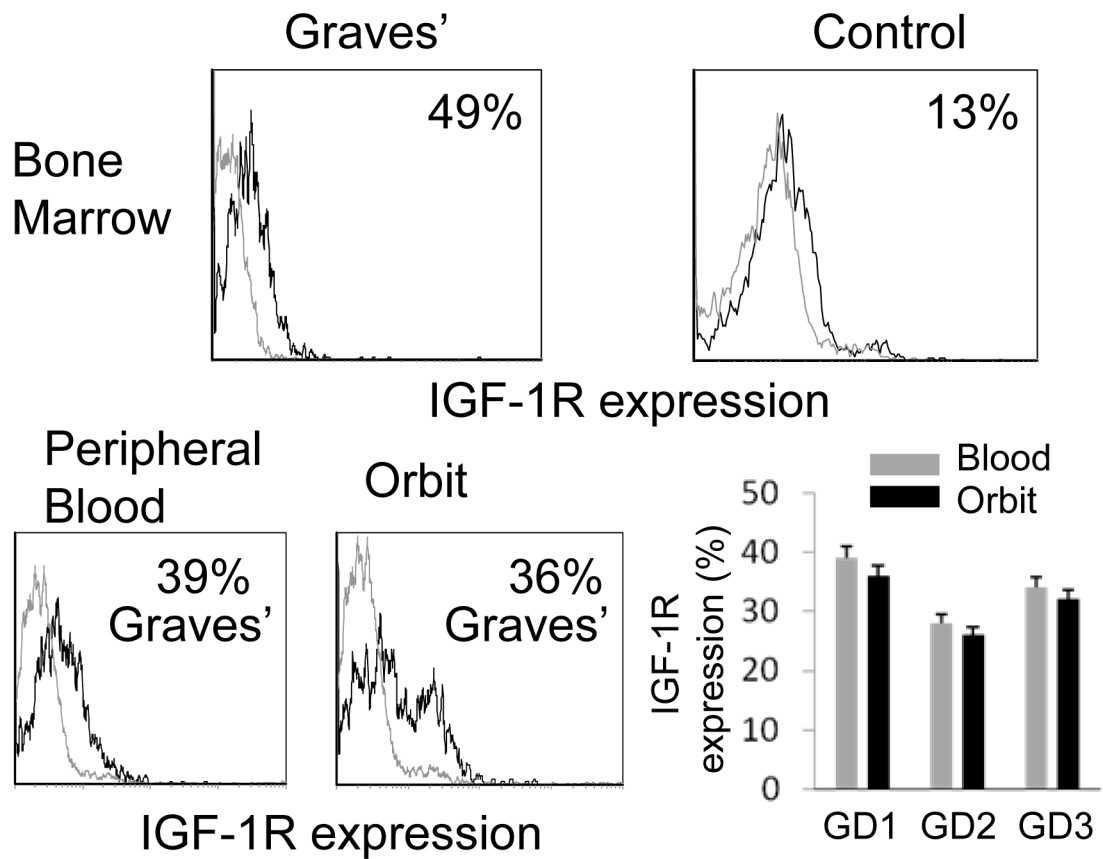 Graves’
Control
Bone
Marrow
49%
13%
IGF-1R expression
Peripheral
Blood
Orbit
39%
Graves’
36%
Graves’
IGF-1R expression
Blood
Orbit
IGF-1R
expression (%)
50
40
30
20
10
0
GD1 GD2 GD3